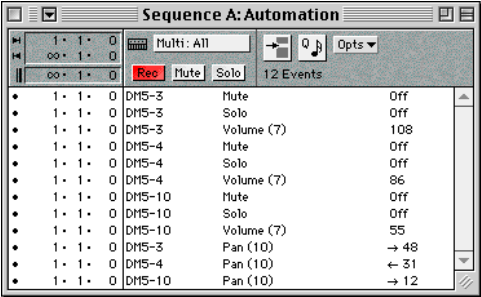 Sequence A: Automation
1· 1· 0
∞· 1· 0
∞· 1· 0
Multi: All
Q
Opts
Rec Mute Solo
12 Events
1· 1· 0 DM5-3 Mute Off
1· 1· 0 DM5-3 Solo Off
1· 1· 0 DM5-3 Volume (7) 108
1· 1· 0 DM5-4 Mute Off
1· 1· 0 DM5-4 Solo Off
1· 1· 0 DM5-4 Volume (7) 86
1· 1· 0 DM5-10 Mute Off
1· 1· 0 DM5-10 Solo Off
1· 1· 0 DM5-10 Volume (7) 55
1· 1· 0 DM5-3 Pan (10) → 48
1· 1· 0 DM5-4 Pan (10) ← 31
1· 1· 0 DM5-10 Pan (10) → 12